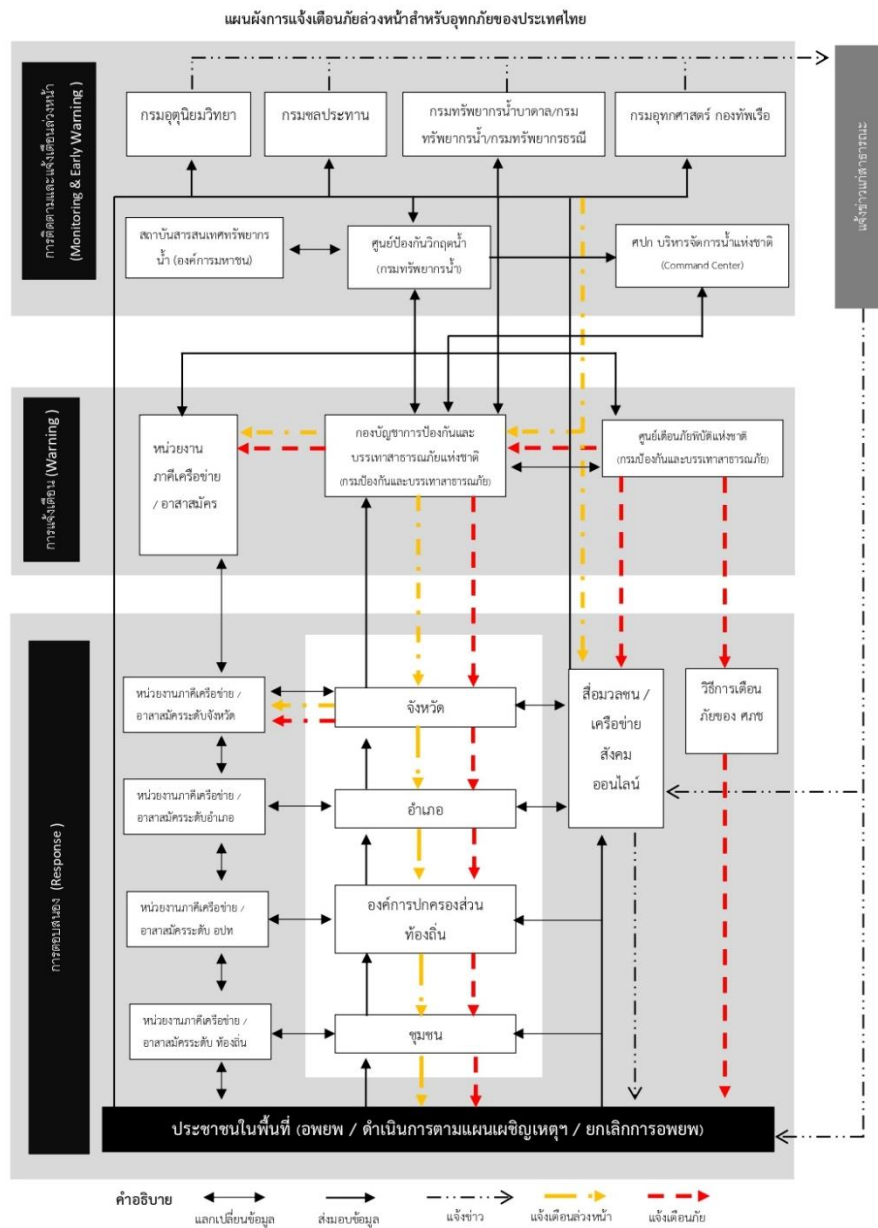 แผนผังการแจ้งเตือนภัยล่วงหน้าสำหรับอุทกภัยของประเทศไทย
การติดตามและแจ้งเตือนล่วงหน้า
(Monitoring & Early Warning)
กรมอุตุนิยมวิทยา
กรมชลประทาน
กรมทรัพยากรน้ำบาดาล/กรม
ทรัพยากรน้ำ/กรมทรัพยากรธรณี
กรมอุทกศาสตร์ กองทัพเรือ
แจ้งข่าวแก่สาธารณะ
สถาบันสารสนเทศทรัพยากร
น้ำ (องค์การมหาชน)
ศูนย์ป้องกันวิกฤตน้ำ
(กรมทรัพยากรน้ำ)
ศปก บริหารจัดการน้ำแห่งชาติ
(Command Center)
การแจ้งเตือน (Warning )
หน่วยงาน
ภาคีเครือข่าย
/ อาสาสมัคร
กองบัญชาการป้องกันและ
บรรเทาสาธารณภัยแห่งชาติ
(กรมป้องกันและบรรเทาสาธารณภัย)
ศูนย์เตือนภัยพิบัติแห่งชาติ
(กรมป้องกันและบรรเทาสาธารณภัย)
การตอบสนอง (Response )
หน่วยงานภาคีเครือข่าย /
อาสาสมัครระดับจังหวัด
จังหวัด
สื่อมวลชน /
เครือข่าย
สังคม
ออนไลน์
วิธีการเตือน
ภัยของ ศภช
หน่วยงานภาคีเครือข่าย /
อาสาสมัครระดับอำเภอ
อำเภอ
หน่วยงานภาคีเครือข่าย /
อาสาสมัครระดับ อปท
องค์การปกครองส่วน
ท้องถิ่น
หน่วยงานภาคีเครือข่าย /
อาสาสมัครระดับ ท้องถิ่น
ชุมชน
ประชาชนในพื้นที่ (อพยพ / ดำเนินการตามแผนเผชิญเหตุฯ / ยกเลิกการอพยพ)
คำอธิบาย
แลกเปลี่ยนข้อมูล
ส่งมอบข้อมูล
แจ้งข่าว
แจ้งเตือนล่วงหน้า
แจ้งเตือนภัย